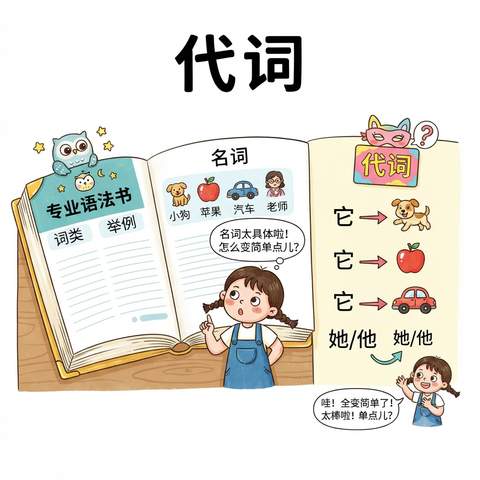 代词
专业语法书
词类 举例
名词
小狗 苹果 汽车 老师
名词太具体啦！
怎么变简单点儿？
?
代词
它
它
它
她/他 她/他
哇！全变简单了！
太棒啦！单点儿？